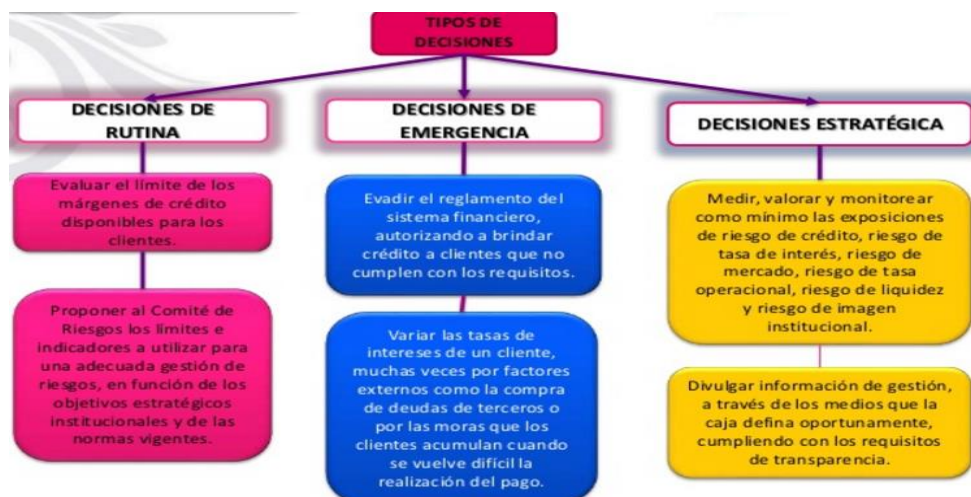 TIPOS DE
DECISIONES
DECISIONES DE
RUTINA
Evaluar el límite de los
márgenes de crédito
disponibles para los
clientes.
Proponer al Comité de
Riesgos los límites e
indicadores a utilizar para
una adecuada gestión de
riesgos, en función de los
objetivos estratégicos
institucionales y de las
normas vigentes.
DECISIONES DE
EMERGENCIA
Evadir el reglamento del
sistema financiero,
autorizando a brindar
crédito a clientes que no
cumplen con los requisitos.
Variar las tasas de
intereses de un cliente,
muchas veces por factores
externos como la compra
de deudas de terceros o
por las moras que los
clientes acumulan cuando
se vuelve difícil la
realización del pago.
DECISIONES ESTRATÉGICA
Medir, valorar y monitorear
como mínimo las exposiciones
de riesgo de crédito, riesgo de
tasa de interés, riesgo de
mercado, riesgo de tasa
operacional, riesgo de liquidez
y riesgo de imagen
institucional.
Divulgar información de gestión,
a través de los medios que la
caja defina oportunamente,
cumpliendo con los requisitos
de transparencia.